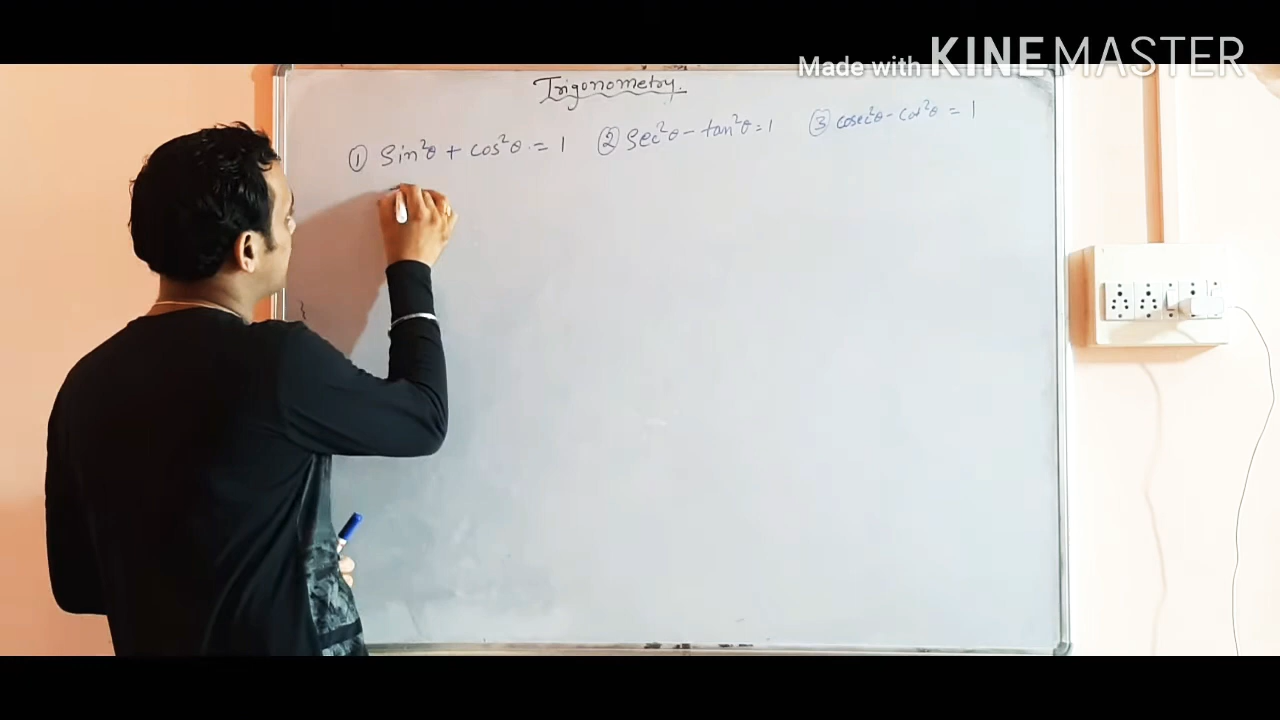 Made with KINEMASTER
Trigonometry.
① Sin²θ + cos²θ = 1 ② Sec²θ - tan²θ = 1 ③ cosec²θ - cot²θ = 1